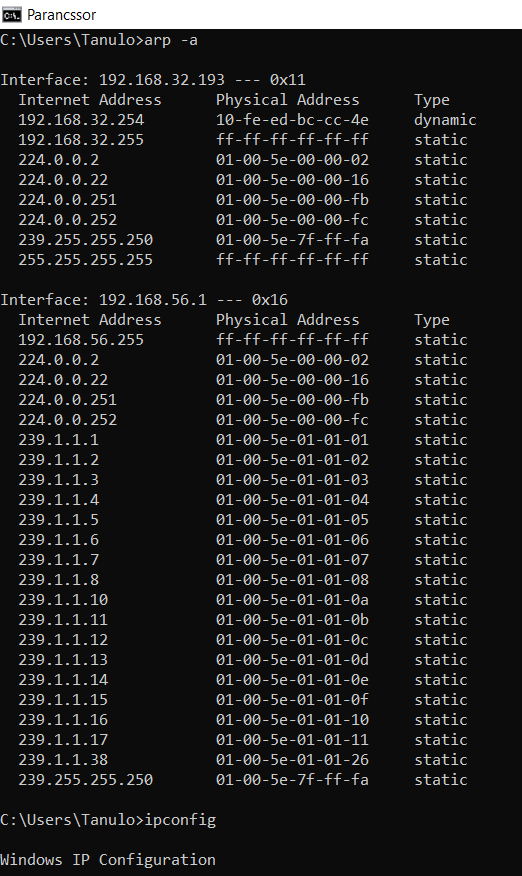 Parancssor
C:\Users\Tanulo>arp -a
Interface: 192.168.32.193 --- 0x11
Internet Address Physical Address Type
192.168.32.254 10-fe-ed-bc-cc-4e dynamic
192.168.32.255 ff-ff-ff-ff-ff-ff static
224.0.0.2 01-00-5e-00-00-02 static
224.0.0.22 01-00-5e-00-00-16 static
224.0.0.251 01-00-5e-00-00-fb static
224.0.0.252 01-00-5e-00-00-fc static
239.255.255.250 01-00-5e-7f-ff-fa static
255.255.255.255 ff-ff-ff-ff-ff-ff static
Interface: 192.168.56.1 --- 0x16
Internet Address Physical Address Type
192.168.56.255 ff-ff-ff-ff-ff-ff static
224.0.0.2 01-00-5e-00-00-02 static
224.0.0.22 01-00-5e-00-00-16 static
224.0.0.251 01-00-5e-00-00-fb static
224.0.0.252 01-00-5e-00-00-fc static
239.1.1.1 01-00-5e-01-01-01 static
239.1.1.2 01-00-5e-01-01-02 static
239.1.1.3 01-00-5e-01-01-03 static
239.1.1.4 01-00-5e-01-01-04 static
239.1.1.5 01-00-5e-01-01-05 static
239.1.1.6 01-00-5e-01-01-06 static
239.1.1.7 01-00-5e-01-01-07 static
239.1.1.8 01-00-5e-01-01-08 static
239.1.1.10 01-00-5e-01-01-0a static
239.1.1.11 01-00-5e-01-01-0b static
239.1.1.12 01-00-5e-01-01-0c static
239.1.1.13 01-00-5e-01-01-0d static
239.1.1.14 01-00-5e-01-01-0e static
239.1.1.15 01-00-5e-01-01-0f static
239.1.1.16 01-00-5e-01-01-10 static
239.1.1.17 01-00-5e-01-01-11 static
239.1.1.38 01-00-5e-01-01-26 static
239.255.255.250 01-00-5e-7f-ff-fa static
C:\Users\Tanulo>ipconfig
Windows IP Configuration